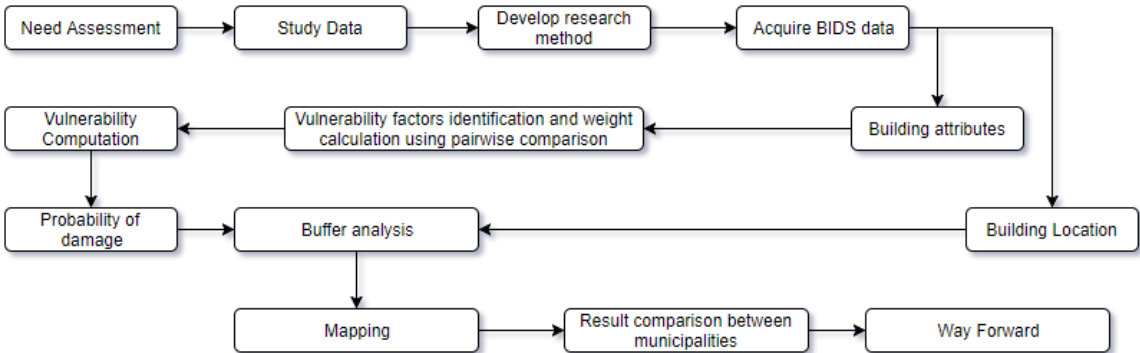 Need Assessment
Study Data
Develop research
method
Acquire BIDS data
Vulnerability
Computation
Vulnerability factors identification and weight
calculation using pairwise comparison
Building attributes
Probability of
damage
Buffer analysis
Building Location
Mapping
Result comparison between
municipalities
Way Forward